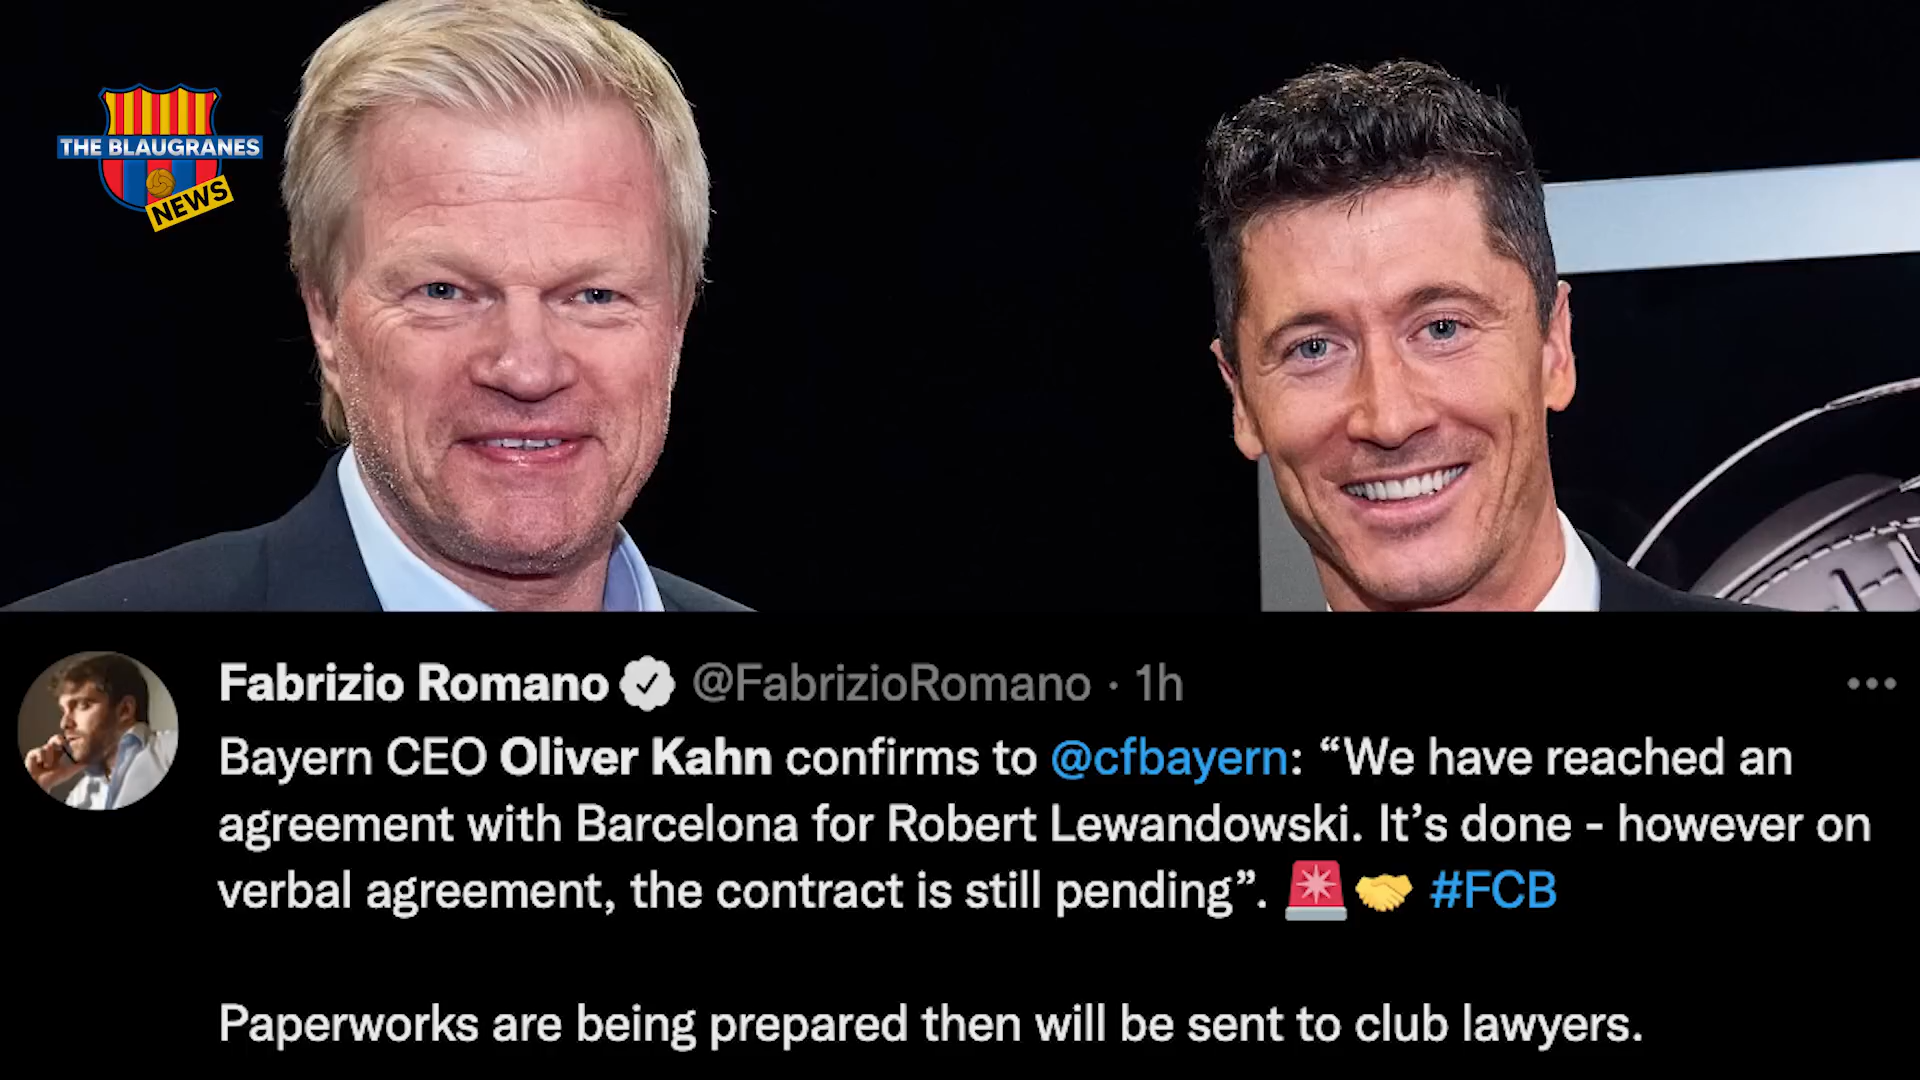 THE BLAUGRANES
NEWS
Fabrizio Romano @FabrizioRomano · 1h
Bayern CEO Oliver Kahn confirms to @cfbayern: “We have reached an
agreement with Barcelona for Robert Lewandowski. It’s done - however on
verbal agreement, the contract is still pending”. 🚨🤝 #FCB
Paperworks are being prepared then will be sent to club lawyers.